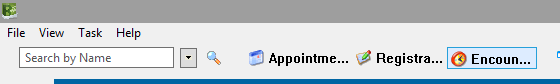 File View Task Help
Search by Name Appointme... Registra... Encoun...